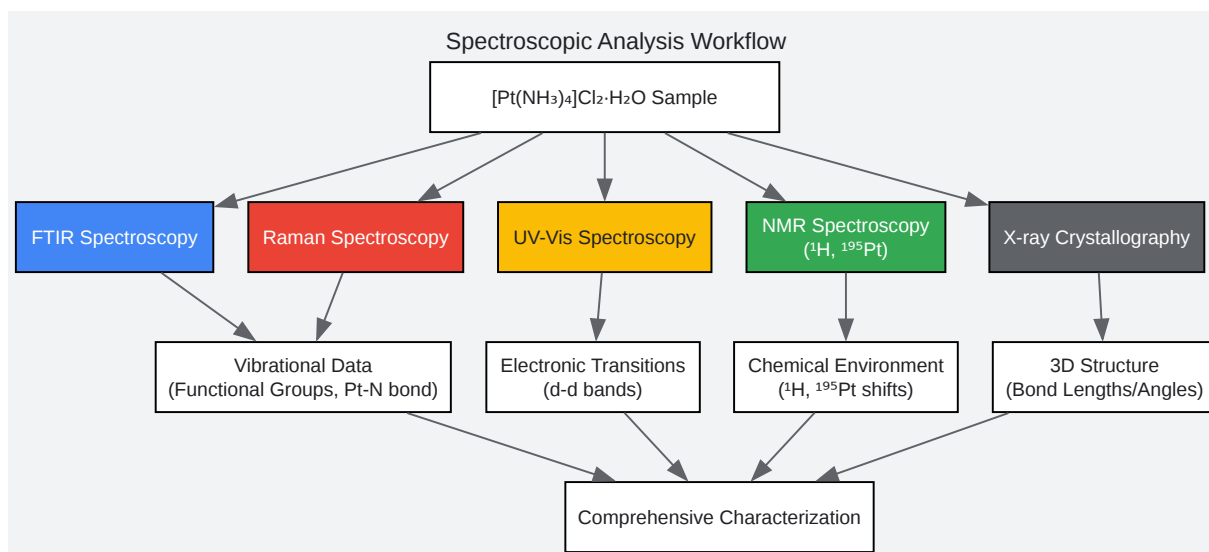 Spectroscopic Analysis Workflow
[Pt(NH₃)₄]Cl₂·H₂O Sample
FTIR Spectroscopy
Raman Spectroscopy
UV-Vis Spectroscopy
NMR Spectroscopy
(¹H, ¹⁹⁵Pt)
X-ray Crystallography
Vibrational Data
(Functional Groups, Pt-N bond)
Electronic Transitions
(d-d bands)
Chemical Environment
(¹H, ¹⁹⁵Pt shifts)
3D Structure
(Bond Lengths/Angles)
Comprehensive Characterization